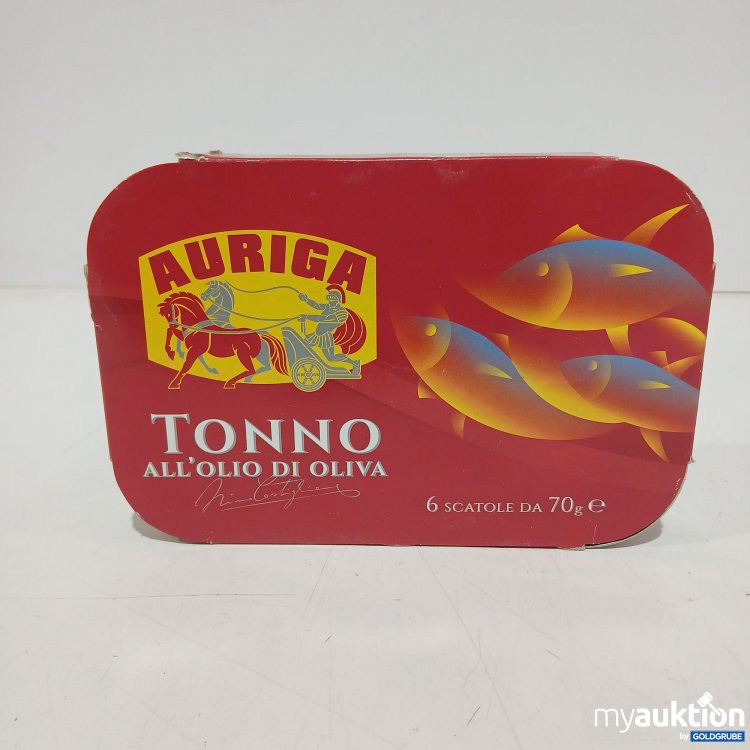 AURIGA
TONNO
ALL'OLIO DI OLIVA
6 SCATOLE DA 70g ℮
myauktion
by GOLDGRUBE